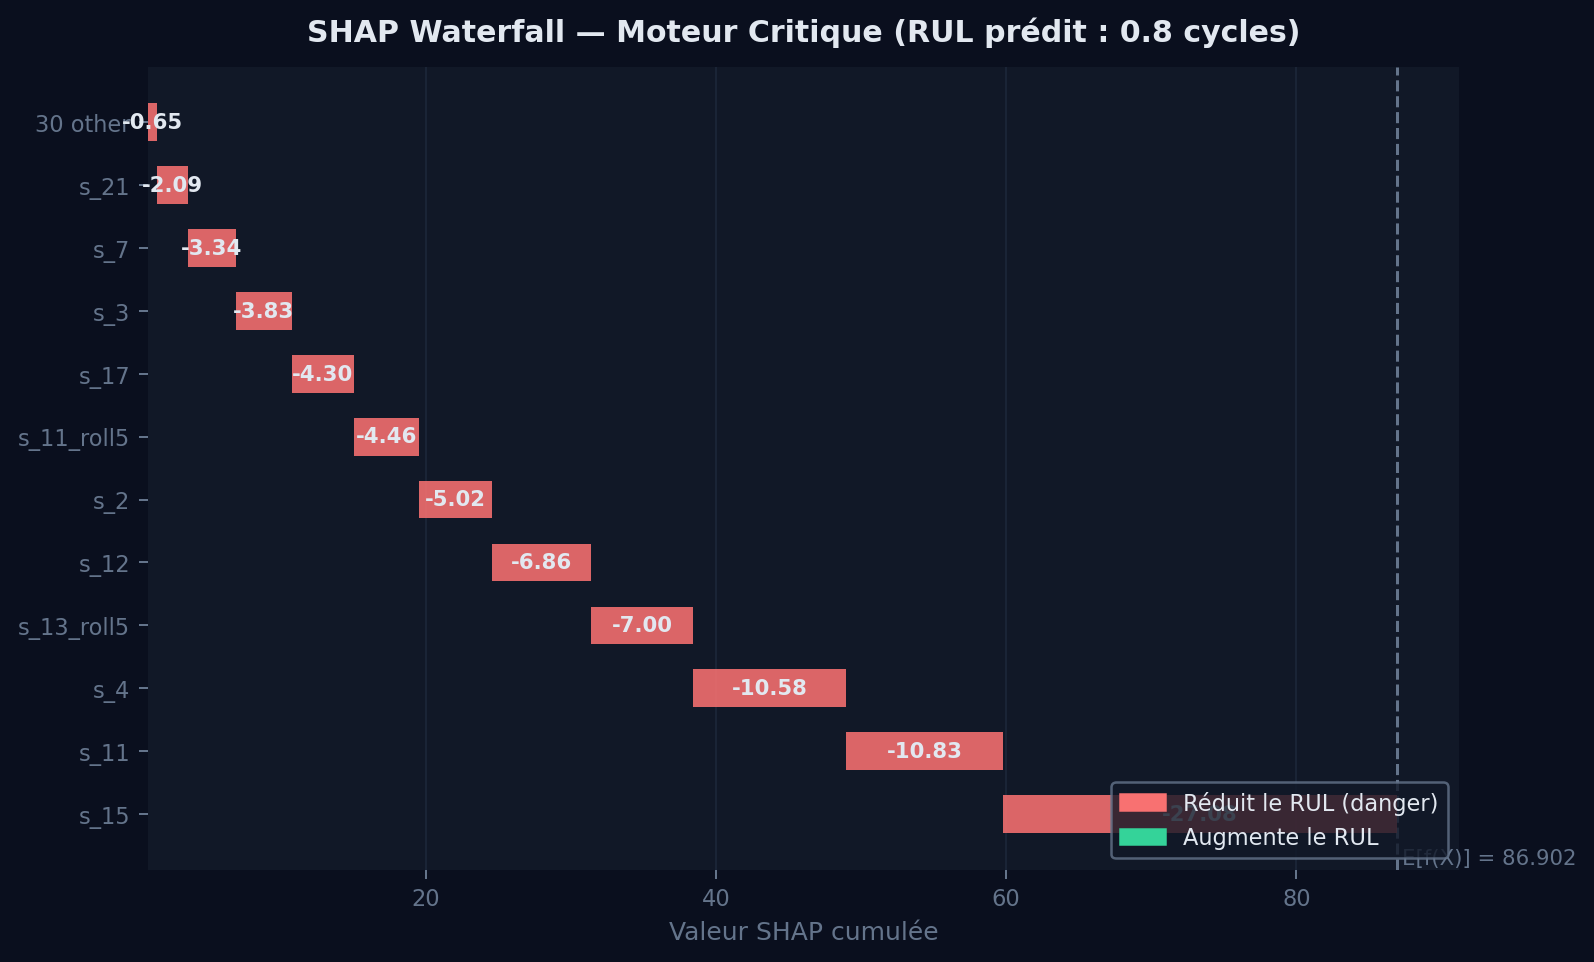 SHAP Waterfall — Moteur Critique (RUL prédit : 0.8 cycles)
30 other -0.65
s_21 -2.09
s_7 -3.34
s_3 -3.83
s_17 -4.30
s_11_roll5 -4.46
s_2 -5.02
s_12 -6.86
s_13_roll5 -7.00
s_4 -10.58
s_11 -10.83
s_15 -27.08
Réduit le RUL (danger)
Augmente le RUL
E[f(X)] = 86.902
20 40 60 80
Valeur SHAP cumulée